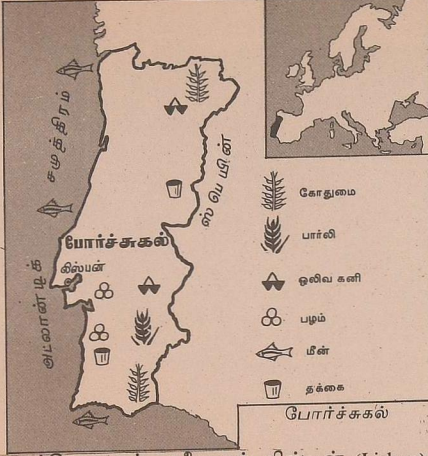 அட்லாண்டிக் சமுத்திரம்
ஸ்பெயின்
போர்ச்சுகல்
லிஸ்பன்
கோதுமை
பார்லி
ஒலிவ கனி
பழம்
மீன்
தக்கை
போர்ச்சுகல்